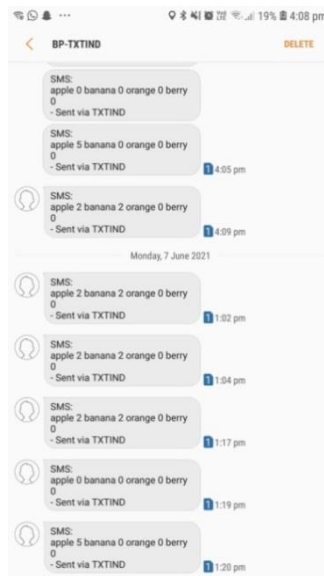 19% 4:08 pm
BP-TXTIND
DELETE
SMS:
apple 0 banana 0 orange 0 berry
0
- Sent via TXTIND
SMS:
apple 5 banana 0 orange 0 berry
0
- Sent via TXTIND
1 4:05 pm
SMS:
apple 2 banana 2 orange 0 berry
0
- Sent via TXTIND
1 4:09 pm
Monday, 7 June 2021
SMS:
apple 2 banana 2 orange 0 berry
0
- Sent via TXTIND
1 1:02 pm
SMS:
apple 2 banana 2 orange 0 berry
0
- Sent via TXTIND
1 1:04 pm
SMS:
apple 2 banana 2 orange 0 berry
0
- Sent via TXTIND
1 1:17 pm
SMS:
apple 0 banana 0 orange 0 berry
0
- Sent via TXTIND
1 1:19 pm
SMS:
apple 5 banana 0 orange 0 berry
0
- Sent via TXTIND
1 1:20 pm